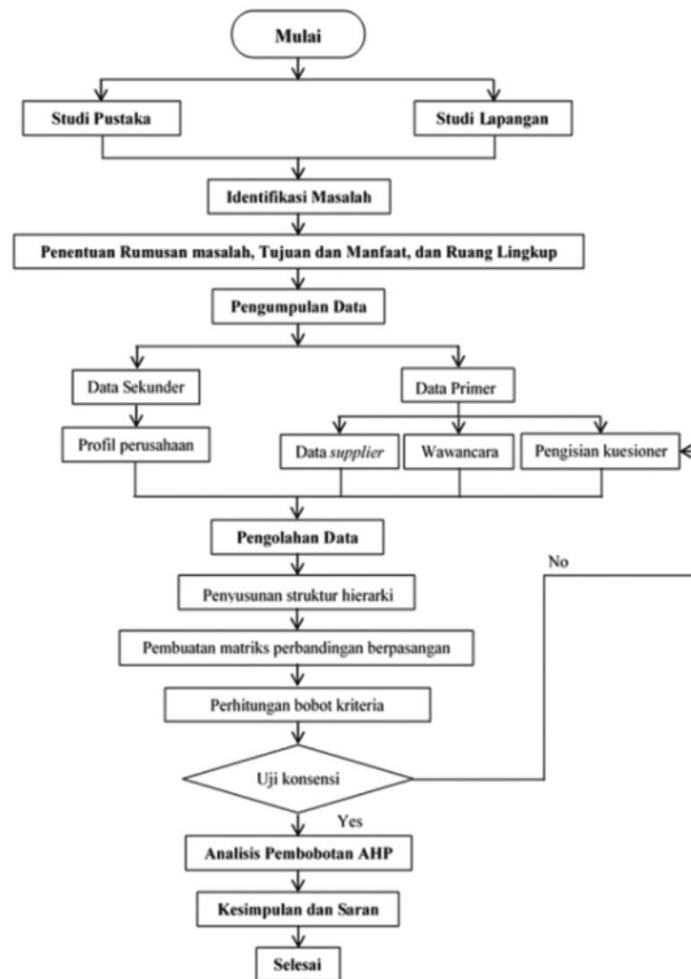 Mulai
Studi Pustaka
Studi Lapangan
Identifikasi Masalah
Penentuan Rumusan masalah, Tujuan dan Manfaat, dan Ruang Lingkup
Pengumpulan Data
Data Sekunder
Data Primer
Profil perusahaan
Data supplier
Wawancara
Pengisian kuesioner
Pengolahan Data
No
Penyusunan struktur hierarki
Pembuatan matriks perbandingan berpasangan
Perhitungan bobot kriteria
Uji konsensi
Yes
Analisis Pembobotan AHP
Kesimpulan dan Saran
Selesai